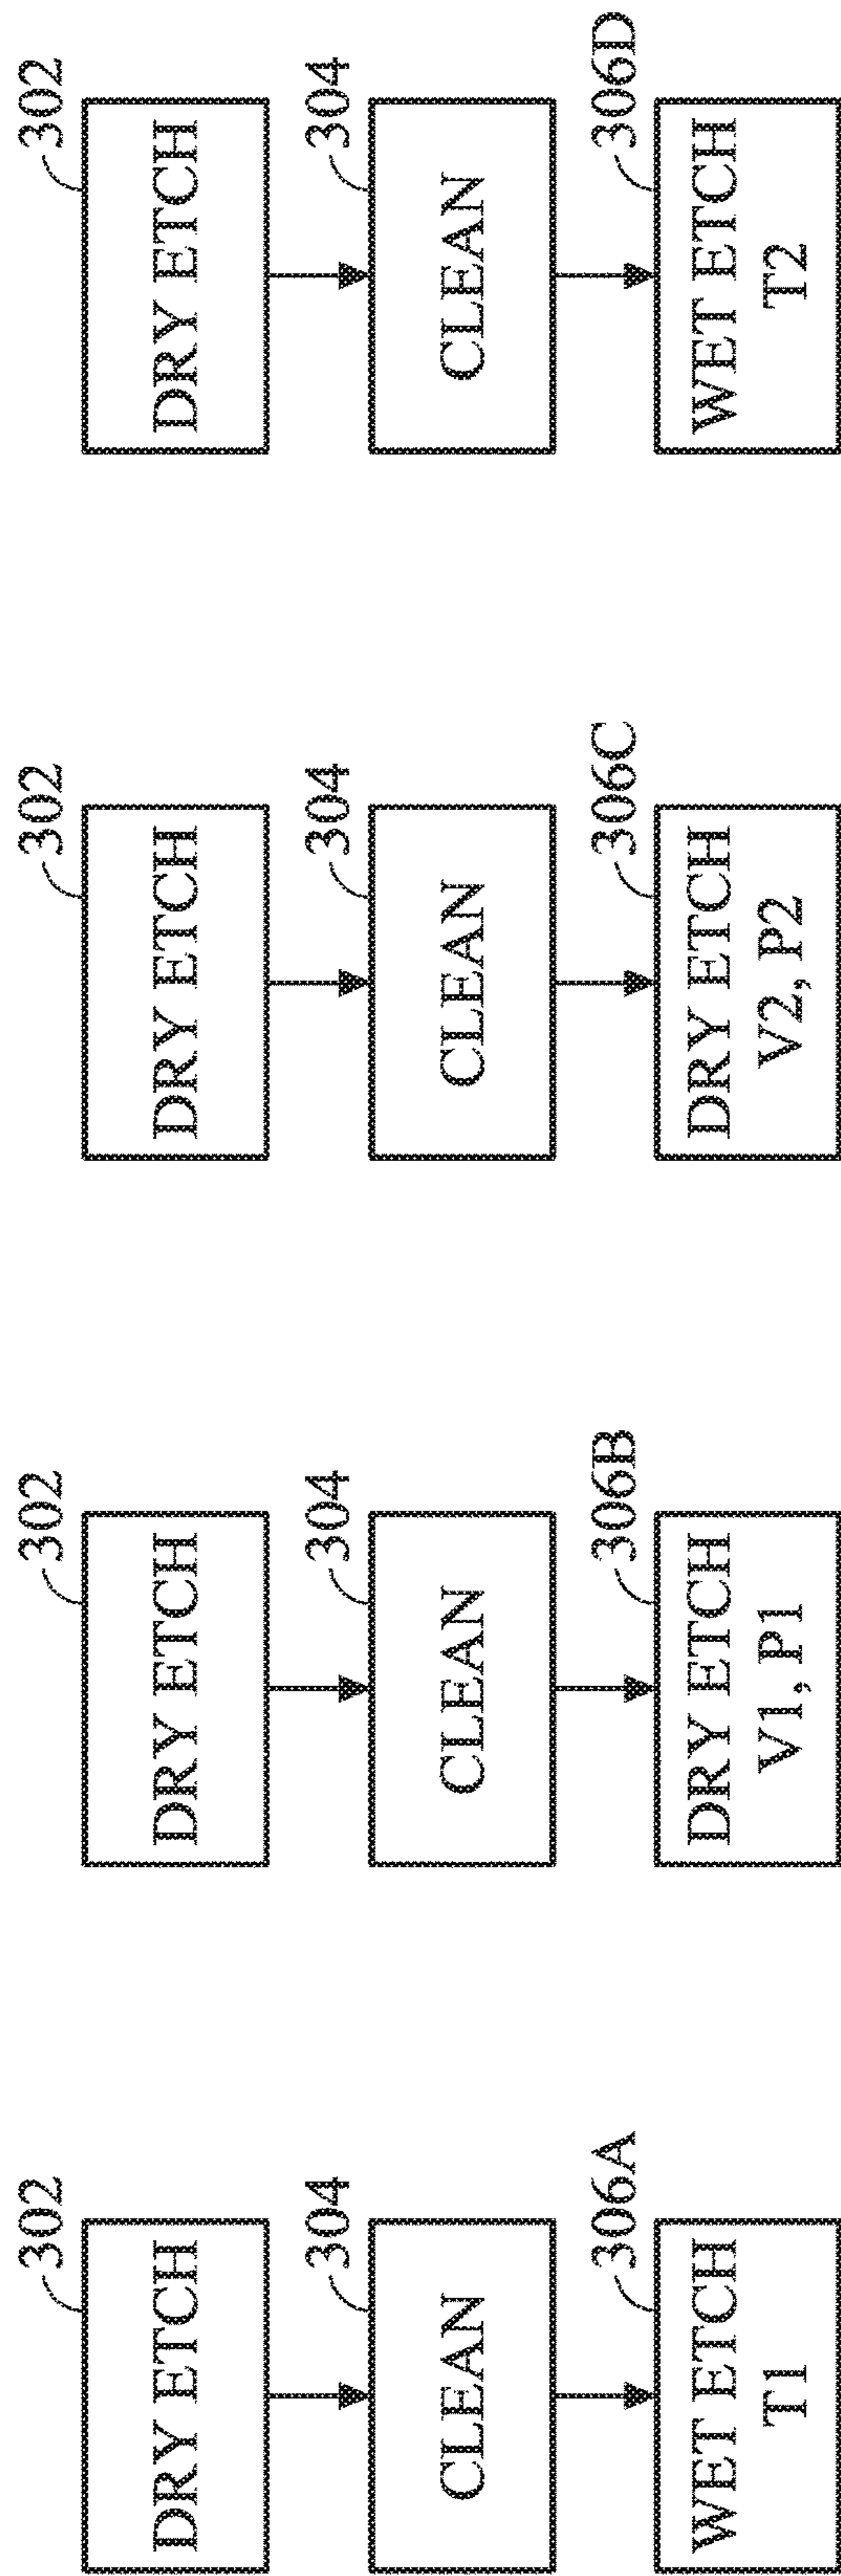 302
DRY ETCH
304
CLEAN
306A
WET ETCH
T1
302
DRY ETCH
304
CLEAN
306B
DRY ETCH
V1, P1
302
DRY ETCH
304
CLEAN
306C
DRY ETCH
V2, P2
302
DRY ETCH
304
CLEAN
306D
WET ETCH
T2